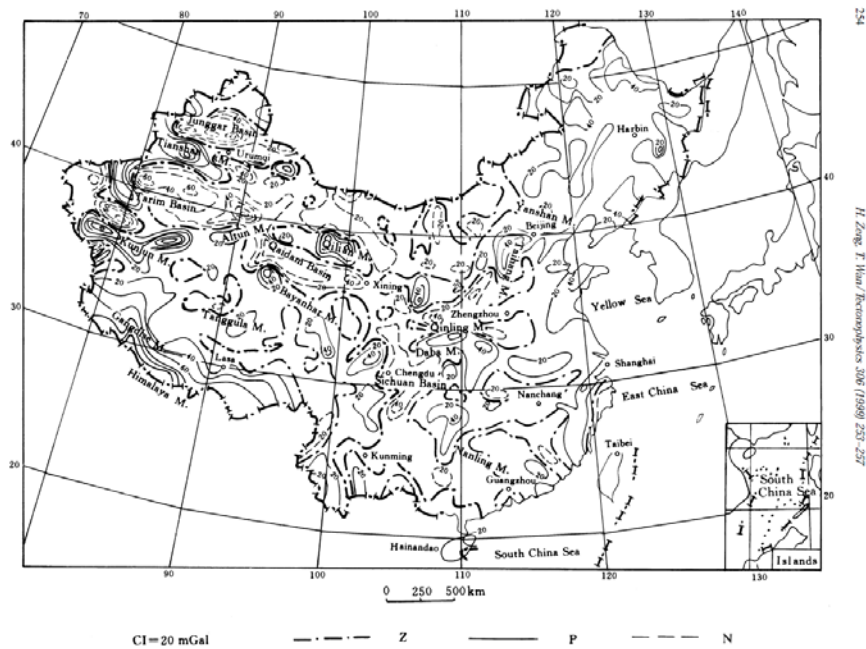 70
80
90
100
110
120
130
140
254
H. Zeng, T. Wan / Tectonophysics 306 (1999) 253–257
Junggar Basin
Tianshan M.
Urumqi
Harbin
40
40
Tarim Basin
Altun M.
Yanshan M.
Beijing
Kunlun M.
Qilian M.
Qaidam Basin
Taihang M.
Xining
Bayanhar M.
Yellow Sea
30
Tanggula M.
Zhengzhou
Qinling M.
30
Gangdise M.
Lasa
Daba M.
Himalaya M.
Chengdu
Sichuan Basin
Shanghai
Nanchang
East China Sea
Taibei
20
Kunming
Nanling M.
Guangzhou
South
China Sea
20
Hainandao
South China Sea
Islands
90
100
110
120
130
0 250 500 km
CI=20 mGal
Z
P
N